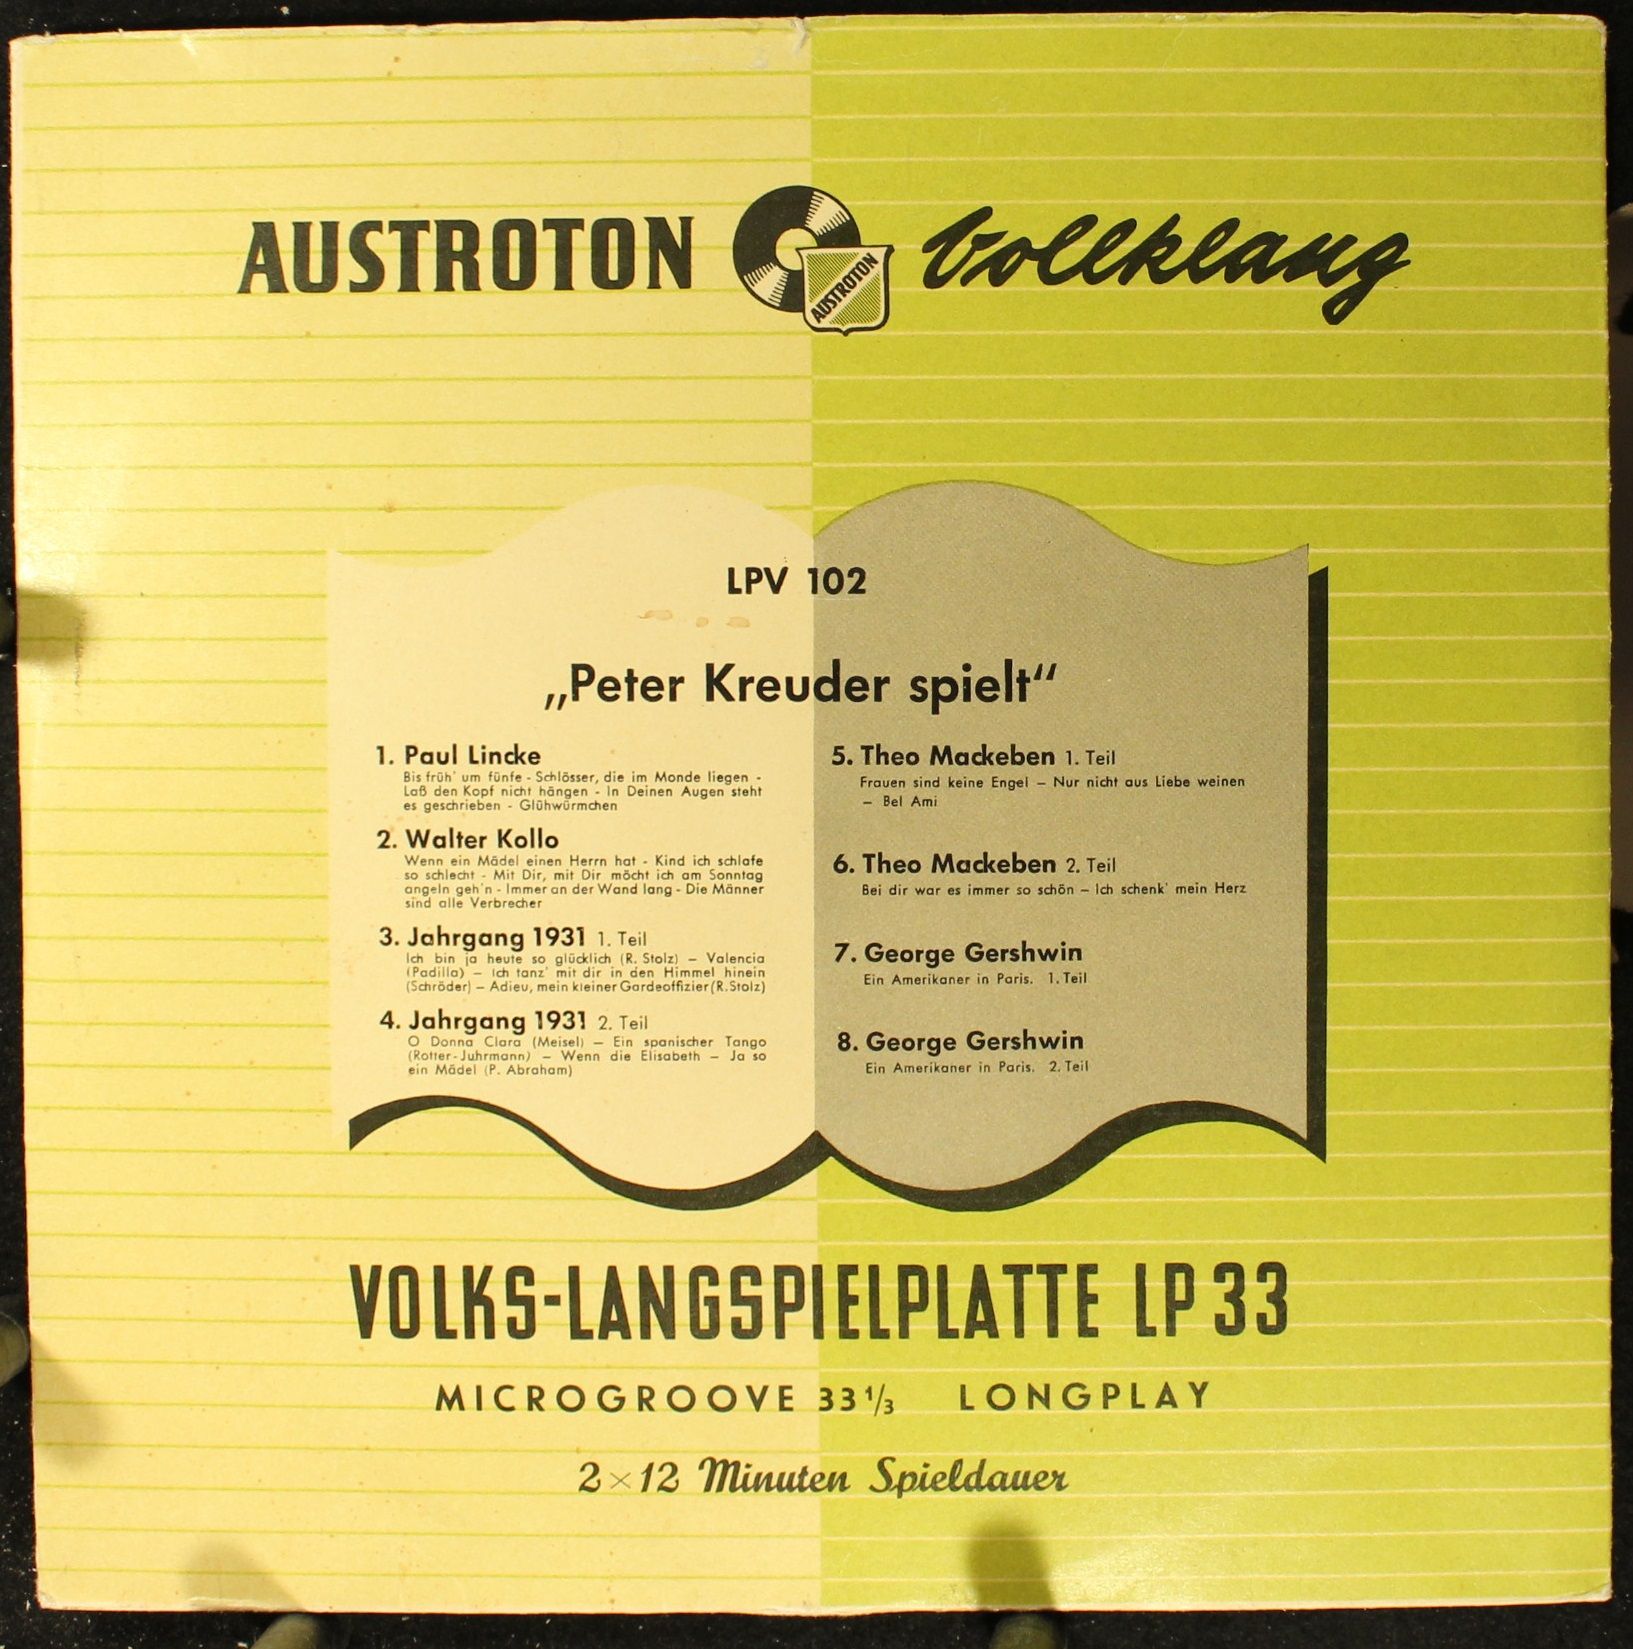 AUSTROTON AUSTROTON Vollklang
LPV 102
„Peter Kreuder spielt“
1. Paul Lincke
Bis früh' um fünfe - Schlösser, die im Monde liegen -
Laß den Kopf nicht hängen - In Deinen Augen steht
es geschrieben - Glühwürmchen
2. Walter Kollo
Wenn ein Mädel einen Herrn hat - Kind ich schlafe
so schlecht - Mit Dir, mit Dir möcht ich am Sonntag
angeln geh'n - Immer an der Wand lang - Die Männer
sind alle Verbrecher
3. Jahrgang 1931 1. Teil
Ich bin ja heute so glücklich (R. Stolz) — Valencia
(Padilla) — Ich tanz' mit dir in den Himmel hinein
(Schröder) — Adieu, mein kleiner Gardeoffizier (R. Stolz)
4. Jahrgang 1931 2. Teil
O Donna Clara (Meisel) — Ein spanischer Tango
(Rotter-Juhrmann) — Wenn die Elisabeth — Ja so
ein Mädel (P. Abraham)
5. Theo Mackeben 1. Teil
Frauen sind keine Engel — Nur nicht aus Liebe weinen
— Bel Ami
6. Theo Mackeben 2. Teil
Bei dir war es immer so schön — Ich schenk' mein Herz
7. George Gershwin
Ein Amerikaner in Paris. 1. Teil
8. George Gershwin
Ein Amerikaner in Paris. 2. Teil
VOLKS-LANGSPIELPLATTE LP 33
MICROGROOVE 33 1/3 LONGPLAY
2 × 12 Minuten Spieldauer